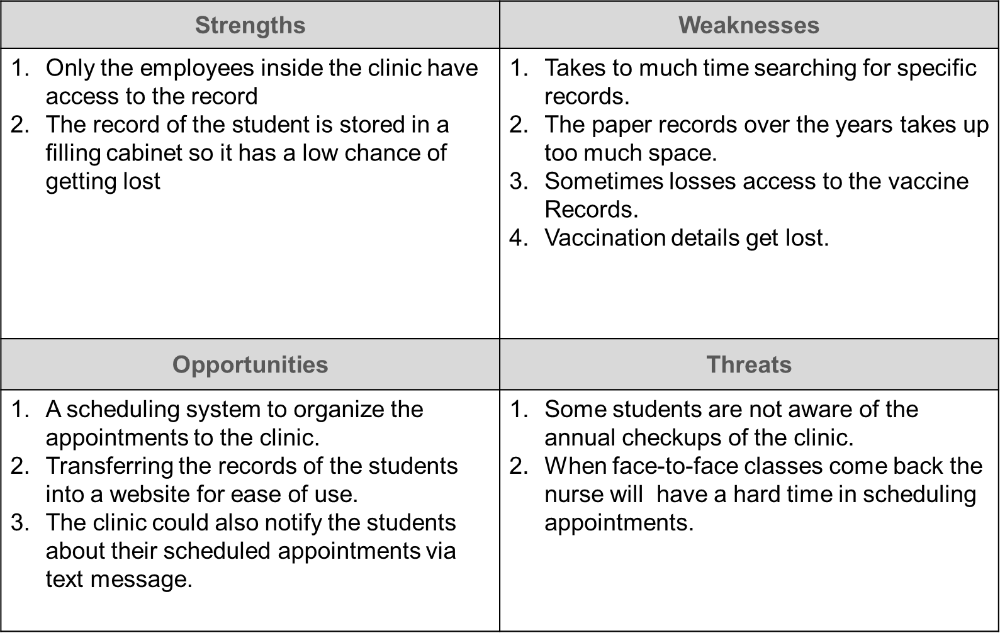 Strengths
Weaknesses
1. Only the employees inside the clinic have
access to the record
2. The record of the student is stored in a
filling cabinet so it has a low chance of
getting lost
1. Takes to much time searching for specific
records.
2. The paper records over the years takes up
too much space.
3. Sometimes losses access to the vaccine
Records.
4. Vaccination details get lost.
Opportunities
Threats
1. A scheduling system to organize the
appointments to the clinic.
2. Transferring the records of the students
into a website for ease of use.
3. The clinic could also notify the students
about their scheduled appointments via
text message.
1. Some students are not aware of the
annual checkups of the clinic.
2. When face-to-face classes come back the
nurse will  have a hard time in scheduling
appointments.